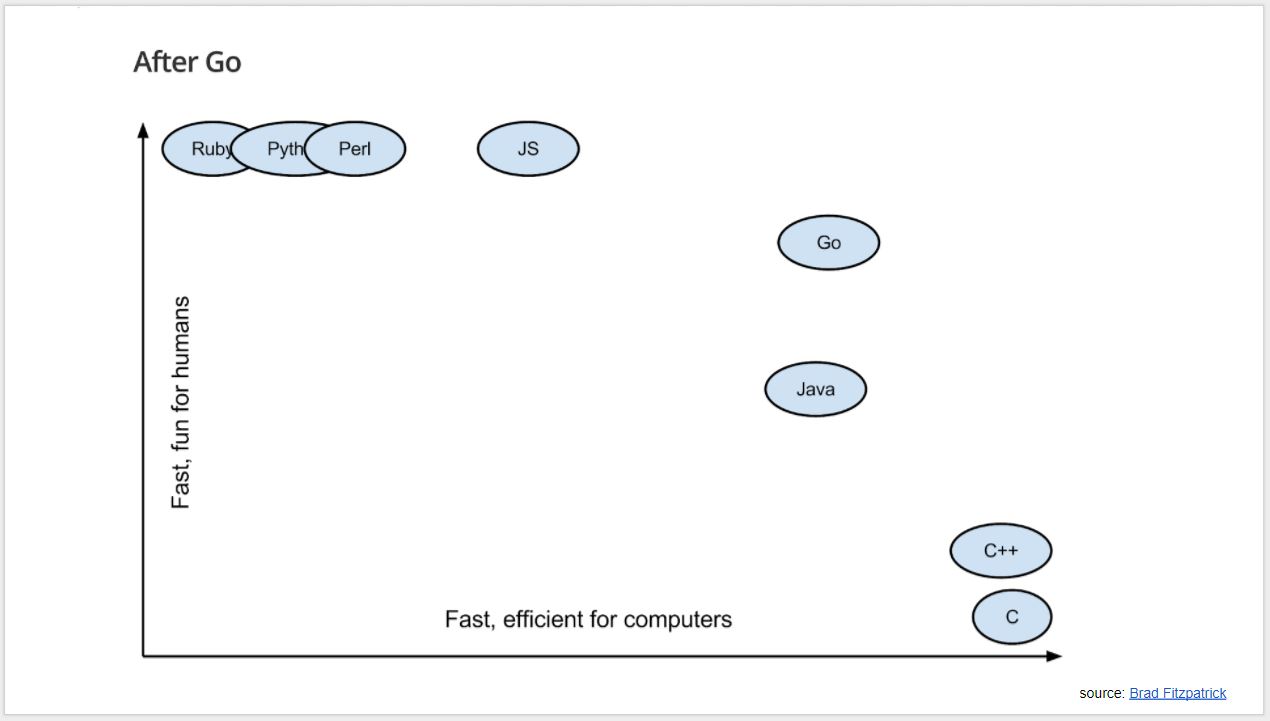 After Go
Ruby Pyth Perl JS
Go
Fast, fun for humans
Java
C++
Fast, efficient for computers
C
source: Brad Fitzpatrick